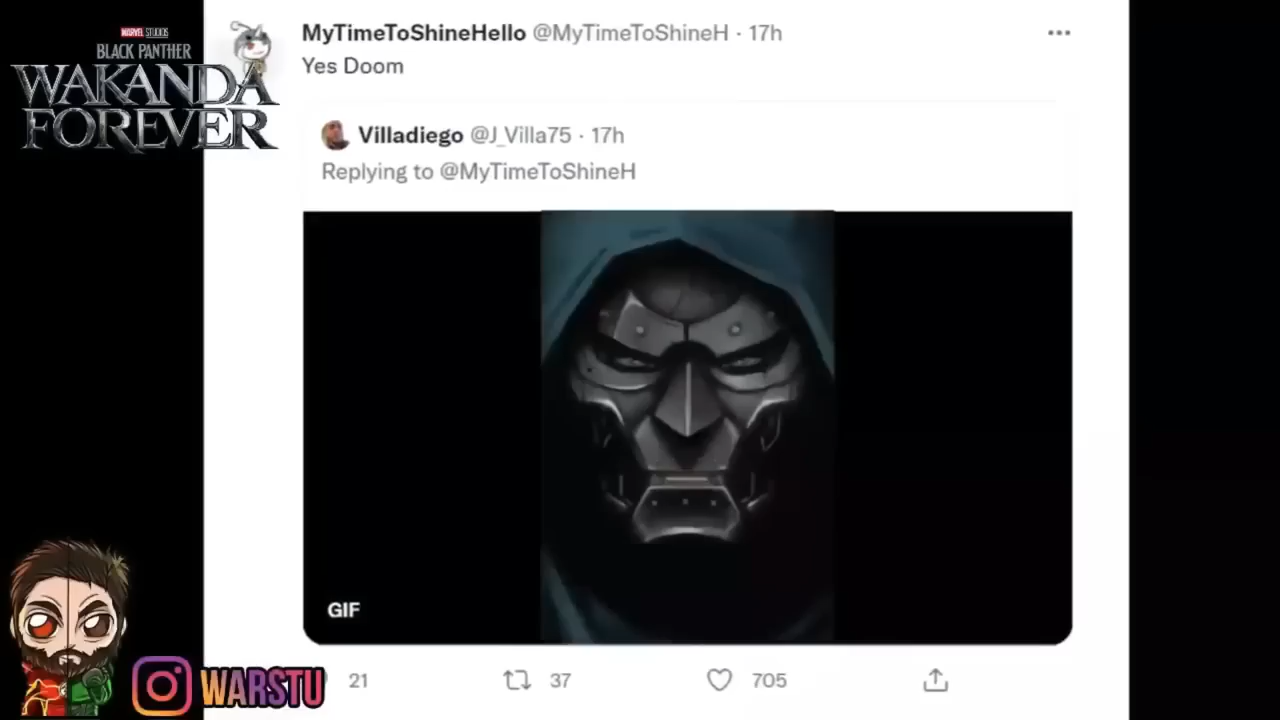 MARVEL STUDIOS
BLACK PANTHER
WAKANDA
FOREVER
MyTimeToShineHello @MyTimeToShineH · 17h
Yes Doom
Villadiego @J_Villa75 · 17h
Replying to @MyTimeToShineH
GIF
21 37 705
WARSTU